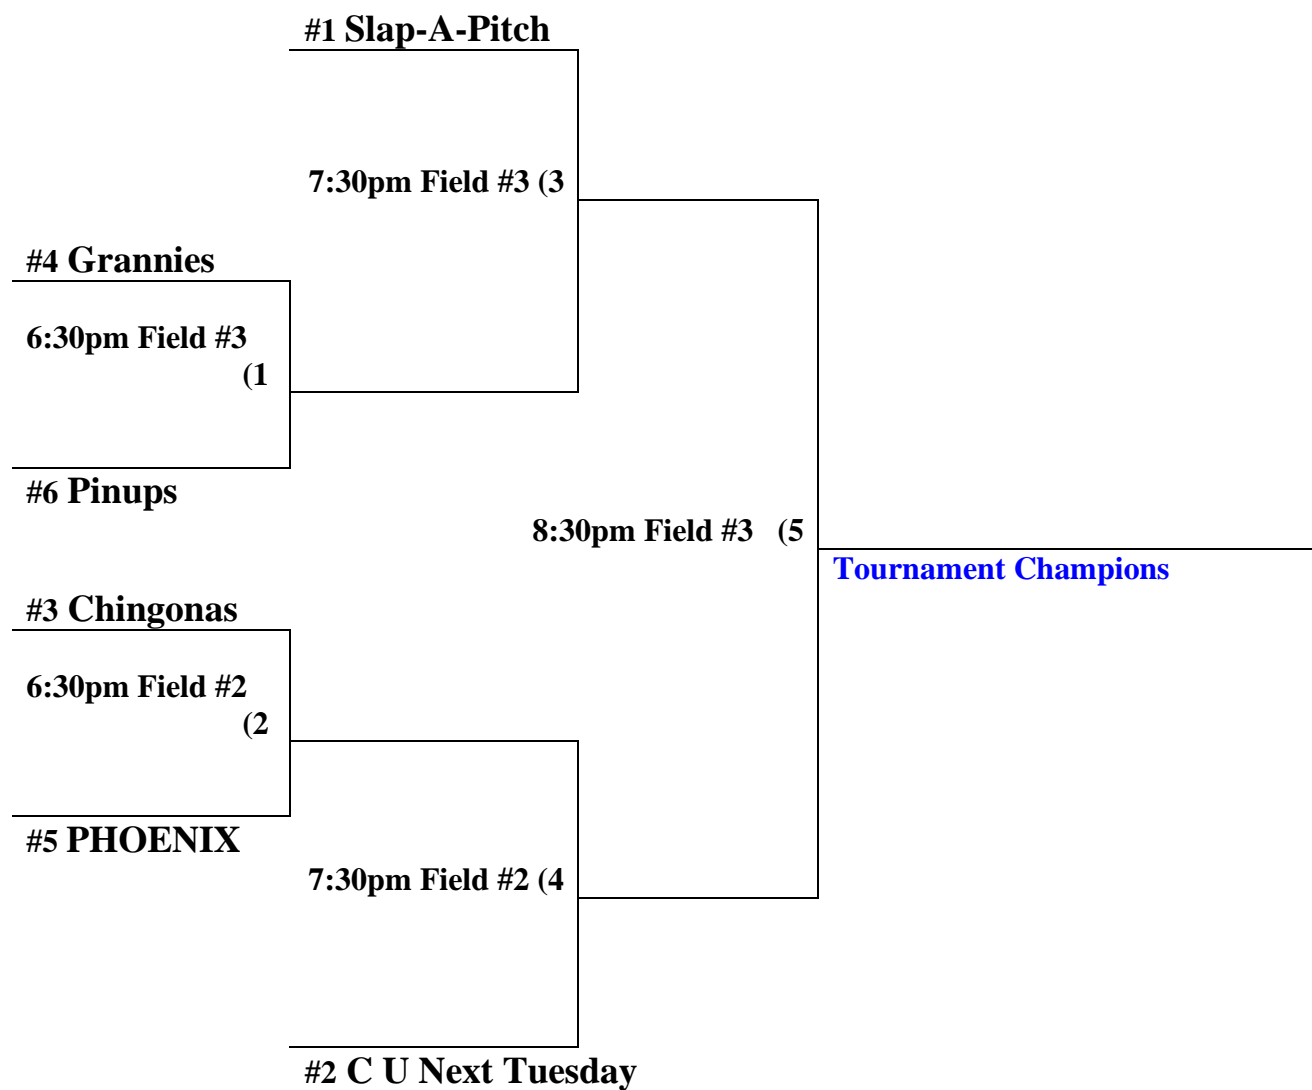 #1 Slap-A-Pitch
7:30pm Field #3 (3
#4 Grannies
6:30pm Field #3
(1
#6 Pinups
8:30pm Field #3 (5
Tournament Champions
#3 Chingonas
6:30pm Field #2
(2
#5 PHOENIX
7:30pm Field #2 (4
#2 C U Next Tuesday